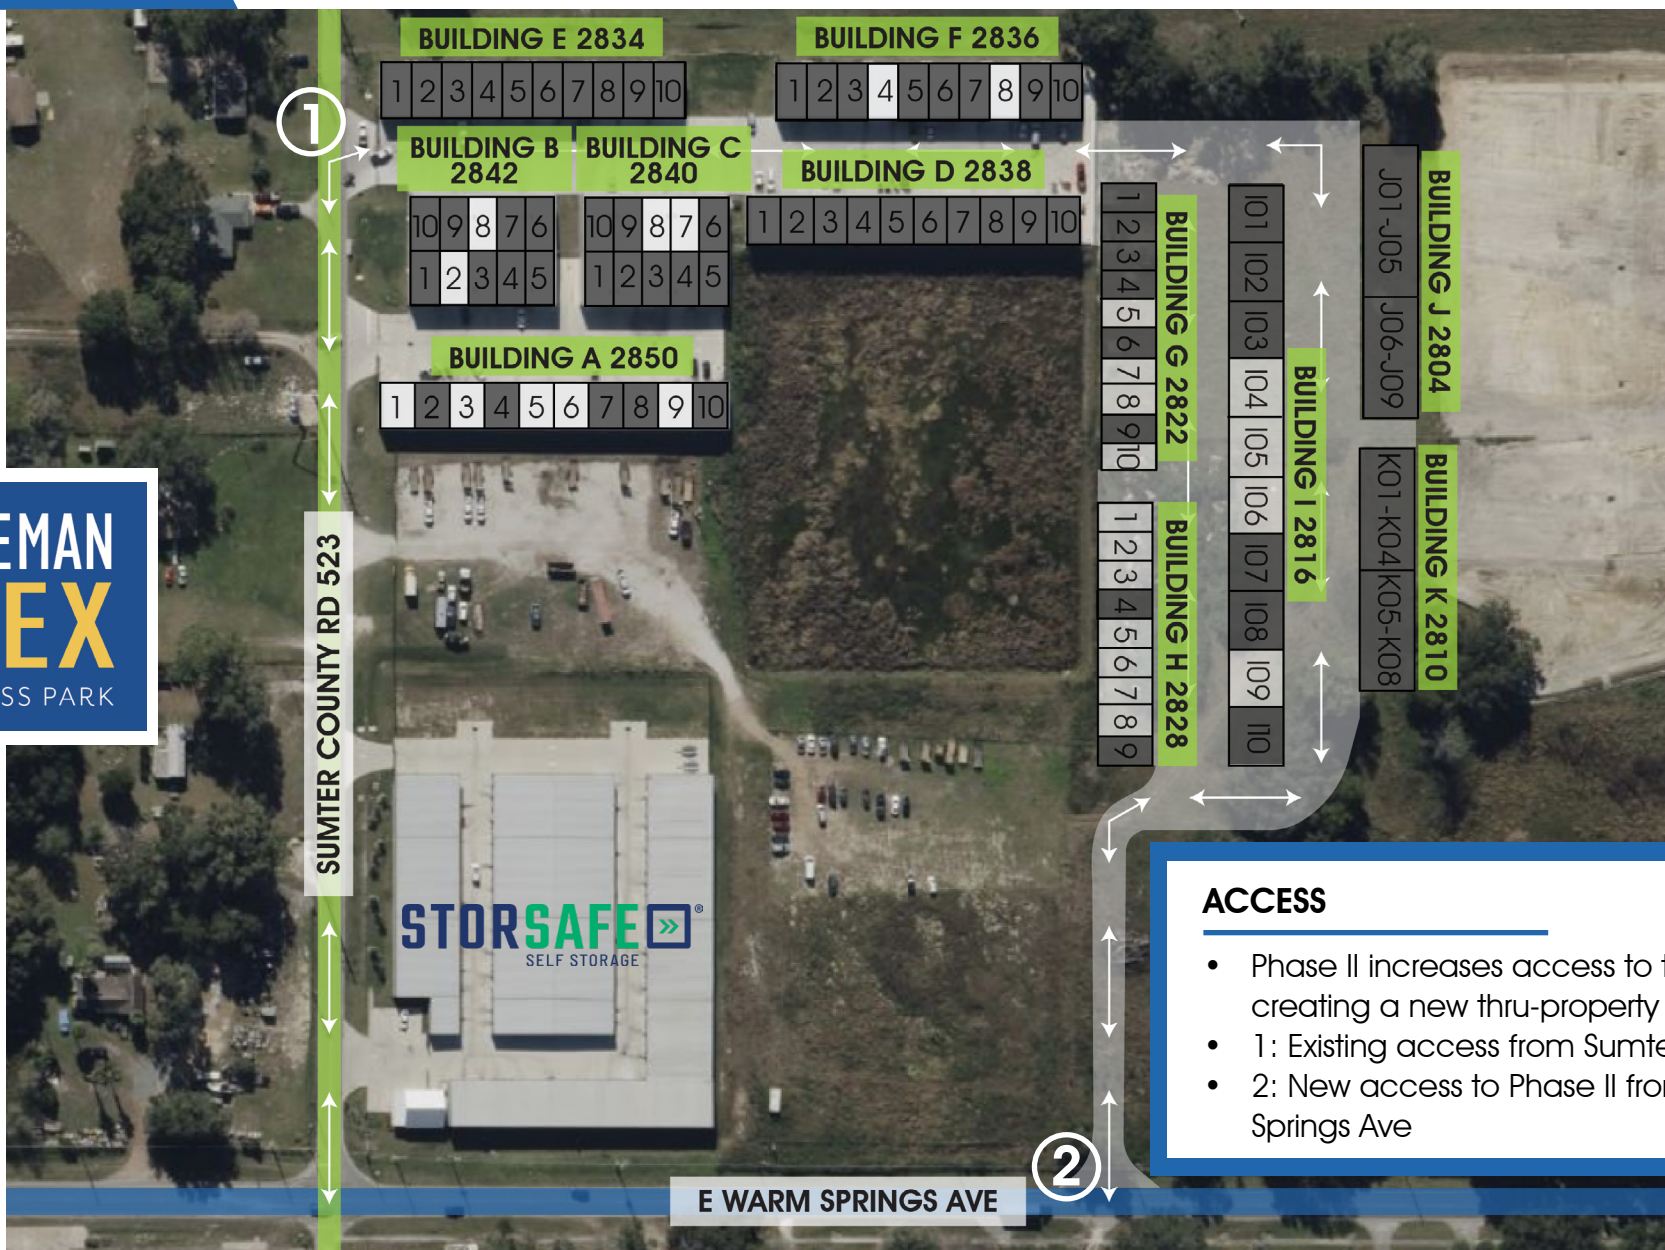 BUILDING E 2834
1 2 3 4 5 6 7 8 9 10
BUILDING F 2836
1 2 3 4 5 6 7 8 9 10
1
BUILDING B
2842
10 9 8 7 6
1 2 3 4 5
BUILDING C
2840
10 9 8 7 6
1 2 3 4 5
BUILDING D 2838
1 2 3 4 5 6 7 8 9 10
BUILDING A 2850
1 2 3 4 5 6 7 8 9 10
BUILDING G 2822
1 2 3 4 5 6 7 8 9 10
BUILDING H 2828
1 2 3 4 5 6 7 8 9
BUILDING I 2816
I01 I02 I03 I04 I05 I06 I07 I08 I09 I10
BUILDING J 2804
J01-J05 J06-J09
BUILDING K 2810
K01-K04 K05-K08
EMAN
EX
SS PARK
SUMTER COUNTY RD 523
STORSAFE®
SELF STORAGE
2
E WARM SPRINGS AVE
ACCESS
• Phase II increases access to t
creating a new thru-property
• 1: Existing access from Sumte
• 2: New access to Phase II from
Springs Ave